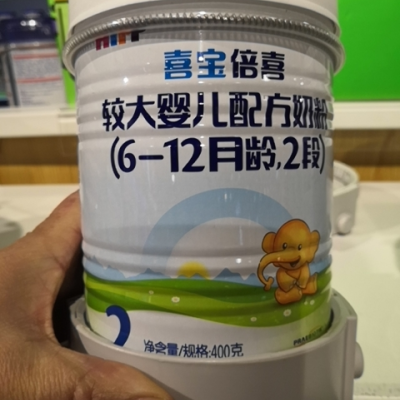 喜宝倍喜
较大婴儿配方奶粉
(6-12月龄,2段)
2
净含量/规格:400克